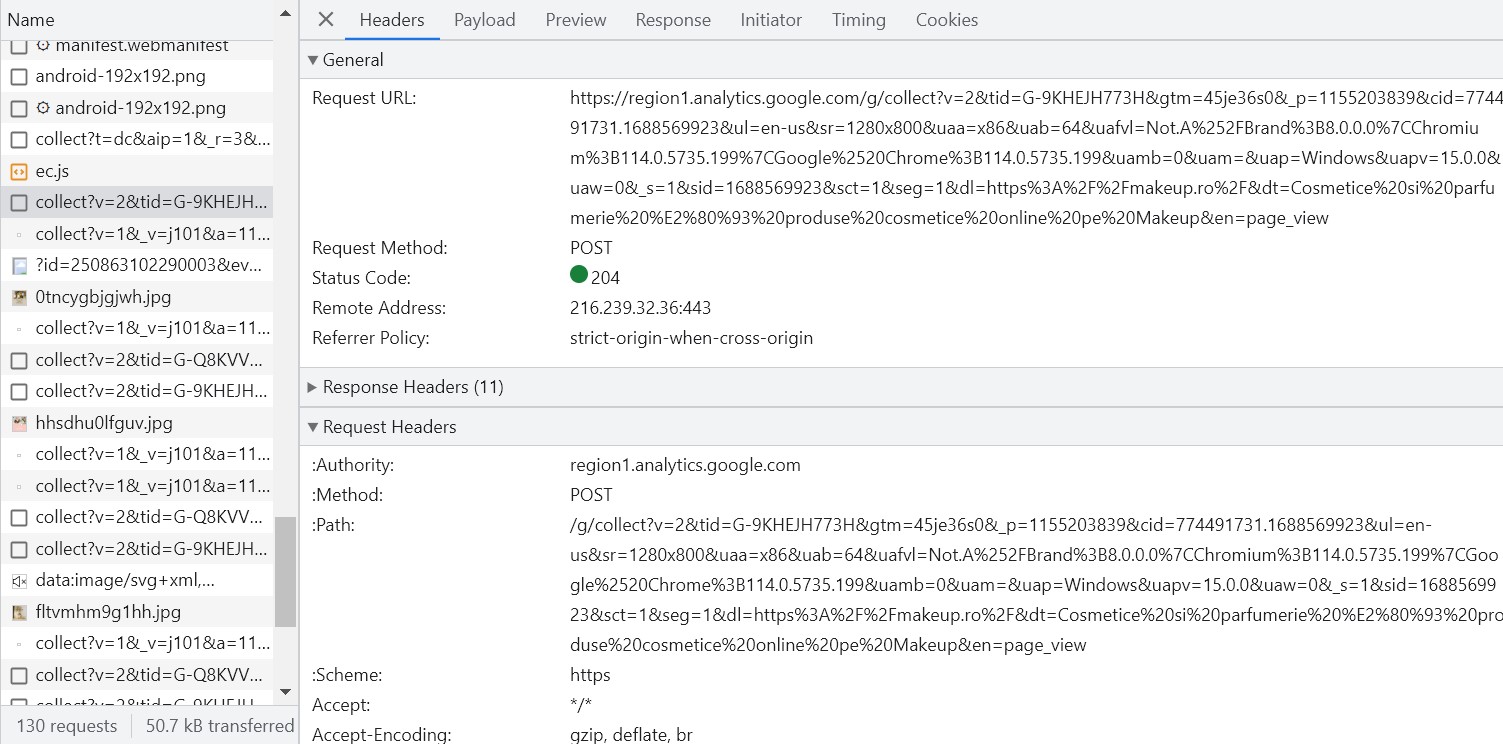 Name
manifest.webmanifest
android-192x192.png
android-192x192.png
collect?t=dc&aip=1&_r=3&...
ec.js
collect?v=2&tid=G-9KHEJH...
collect?v=1&_v=j101&a=11...
?id=250863102290003&ev...
0tncygbjgjwh.jpg
collect?v=1&_v=j101&a=11...
collect?v=2&tid=G-Q8KVV...
collect?v=2&tid=G-9KHEJH...
hhsdhu0lfguv.jpg
collect?v=1&_v=j101&a=11...
collect?v=1&_v=j101&a=11...
collect?v=2&tid=G-Q8KVV...
collect?v=2&tid=G-9KHEJH...
data:image/svg+xml,...
fltvmhm9g1hh.jpg
collect?v=1&_v=j101&a=11...
collect?v=2&tid=G-Q8KVV...
collect?v=2&tid=G-9KHEJH...
130 requests 50.7 kB transferred
Headers Payload Preview Response Initiator Timing Cookies
General
Request URL: https://region1.analytics.google.com/g/collect?v=2&tid=G-9KHEJH773H&gtm=45je36s0&_p=1155203839&cid=7744
91731.1688569923&ul=en-us&sr=1280x800&uaa=x86&uab=64&uafvl=Not.A%252FBrand%3B8.0.0.0%7CChromiu
m%3B114.0.5735.199%7CGoogle%2520Chrome%3B114.0.5735.199&uamb=0&uam=&uap=Windows&uapv=15.0.0&
uaw=0&_s=1&sid=1688569923&sct=1&seg=1&dl=https%3A%2F%2Fmakeup.ro%2F&dt=Cosmetice%20si%20parfu
merie%20%E2%80%93%20produse%20cosmetice%20online%20pe%20Makeup&en=page_view
Request Method: POST
Status Code: 204
Remote Address: 216.239.32.36:443
Referrer Policy: strict-origin-when-cross-origin
Response Headers (11)
Request Headers
:Authority: region1.analytics.google.com
:Method: POST
:Path: /g/collect?v=2&tid=G-9KHEJH773H&gtm=45je36s0&_p=1155203839&cid=774491731.1688569923&ul=en-
us&sr=1280x800&uaa=x86&uab=64&uafvl=Not.A%252FBrand%3B8.0.0.0%7CChromium%3B114.0.5735.199%7CGoo
gle%2520Chrome%3B114.0.5735.199&uamb=0&uam=&uap=Windows&uapv=15.0.0&uaw=0&_s=1&sid=16885699
23&sct=1&seg=1&dl=https%3A%2F%2Fmakeup.ro%2F&dt=Cosmetice%20si%20parfumerie%20%E2%80%93%20pro
duse%20cosmetice%20online%20pe%20Makeup&en=page_view
:Scheme: https
Accept: */*
Accept-Encoding: gzip, deflate, br